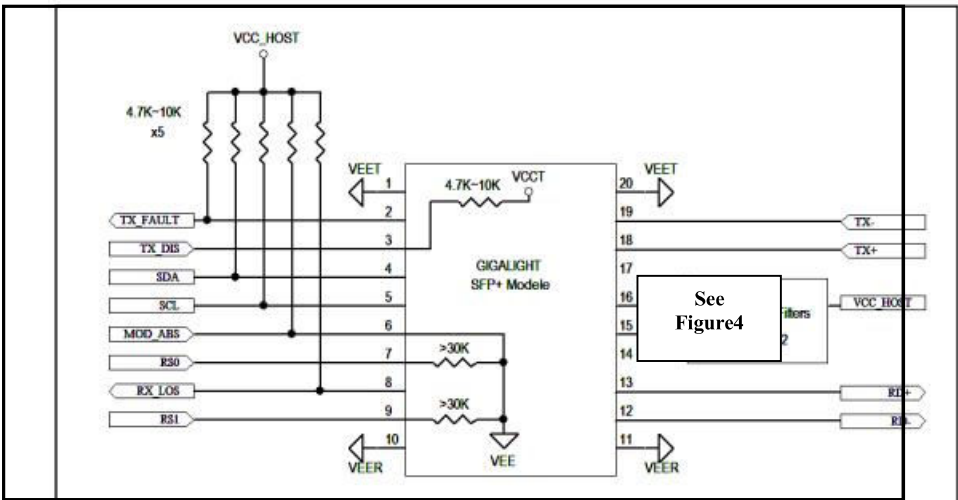 VCC_HOST
4.7K~10K
x5
VEET
1
4.7K~10K
VCCT
20
VEET
TX_FAULT
2
19
TX-
TX_DIS
3
18
TX+
SDA
4
GIGALIGHT
SFP+ Modele
17
SCL
5
16
See
Figure4
Filters
VCC_HOST
MOD_ABS
6
15
2
RS0
7
>30K
14
RX_LOS
8
13
RD+
RS1
9
>30K
12
RD-
10
VEER
VEE
11
VEER